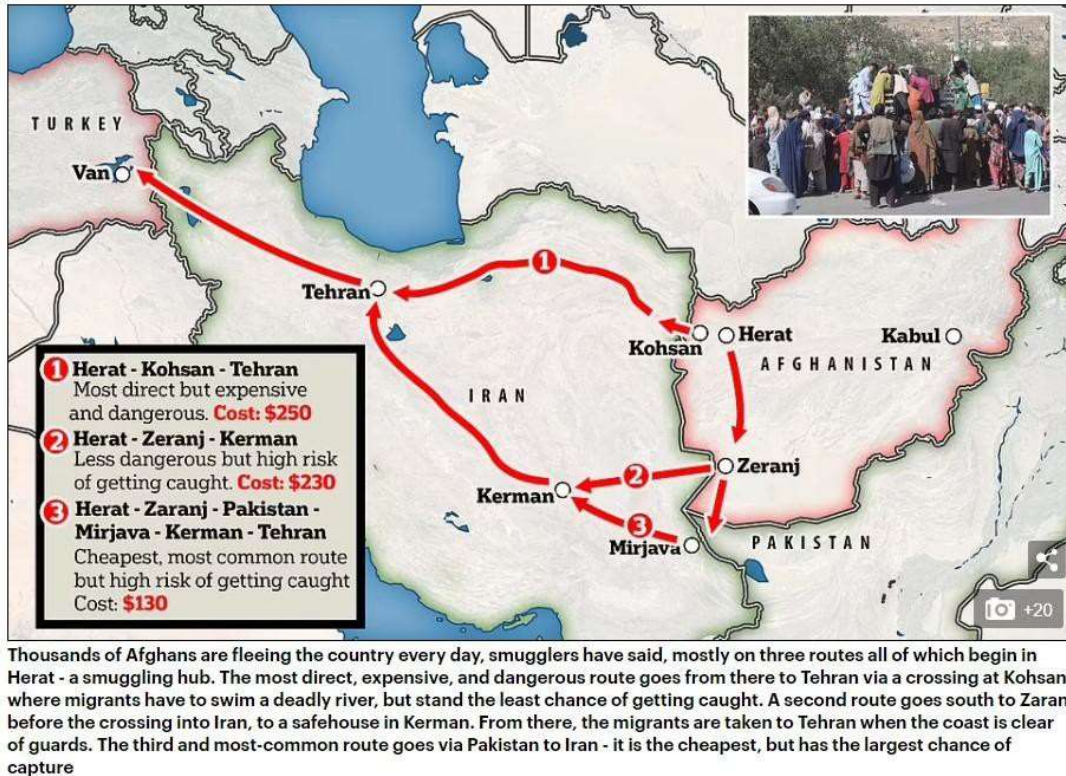 TURKEY
Van
Tehran
1
Kohsan
Herat
Kabul
AFGHANISTAN
IRAN
Zeranj
2
Kerman
3
Mirjava
PAKISTAN
1 Herat - Kohsan - Tehran
Most direct but expensive
and dangerous. Cost: $250
2 Herat - Zeranj - Kerman
Less dangerous but high risk
of getting caught. Cost: $230
3 Herat - Zaranj - Pakistan -
Mirjava - Kerman - Tehran
Cheapest, most common route
but high risk of getting caught
Cost: $130
+20
Thousands of Afghans are fleeing the country every day, smugglers have said, mostly on three routes all of which begin in
Herat - a smuggling hub. The most direct, expensive, and dangerous route goes from there to Tehran via a crossing at Kohsan
where migrants have to swim a deadly river, but stand the least chance of getting caught. A second route goes south to Zaran
before the crossing into Iran, to a safehouse in Kerman. From there, the migrants are taken to Tehran when the coast is clear
of guards. The third and most-common route goes via Pakistan to Iran - it is the cheapest, but has the largest chance of
capture